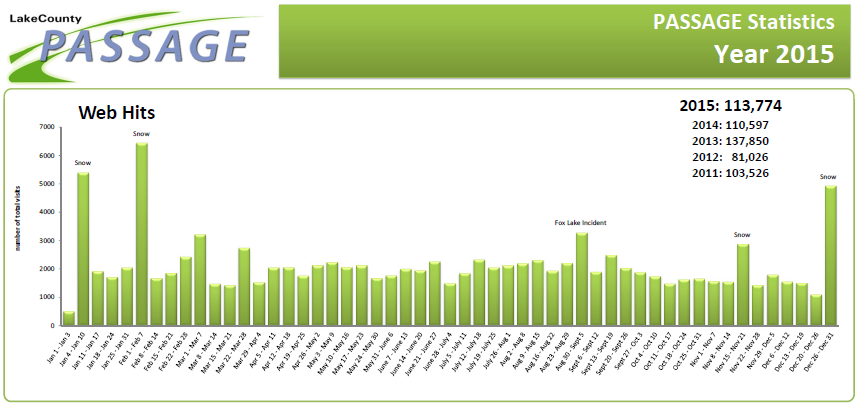 LakeCounty
PASSAGE
PASSAGE Statistics
Year 2015
Web Hits
2015: 113,774
2014: 110,597
2013: 137,850
2012: 81,026
2011: 103,526
number of total visits
7000
6000
5000
4000
3000
2000
1000
0
Snow
Snow
Fox Lake Incident
Snow
Snow
Jan 1 - Jan 3
Jan 4 - Jan 10
Jan 11 - Jan 17
Jan 18 - Jan 24
Jan 25 - Jan 31
Feb 1 - Feb 7
Feb 8 - Feb 14
Feb 15 - Feb 21
Feb 22 - Feb 28
Mar 1 - Mar 7
Mar 8 - Mar 14
Mar 15 - Mar 21
Mar 22 - Mar 28
Mar 29 - Apr 4
Apr 5 - Apr 11
Apr 12 - Apr 18
Apr 19 - Apr 25
Apr 26 - May 2
May 3 - May 9
May 10 - May 16
May 17 - May 23
May 24 - May 30
May 31 - June 6
June 7 - June 13
June 14 - June 20
June 21 - June 27
June 28 - July 4
July 5 - July 11
July 12 - July 18
July 19 - July 25
July 26 - Aug 1
Aug 2 - Aug 8
Aug 9 - Aug 15
Aug 16 - Aug 22
Aug 23 - Aug 29
Aug 30 - Sept 5
Sept 6 - Sept 12
Sept 13 - Sept 19
Sept 20 - Sept 26
Sept 27 - Oct 3
Oct 4 - Oct 10
Oct 11 - Oct 17
Oct 18 - Oct 24
Oct 25 - Oct 31
Nov 1 - Nov 7
Nov 8 - Nov 14
Nov 15 - Nov 21
Nov 22 - Nov 28
Nov 29 - Dec 5
Dec 6 - Dec 12
Dec 13 - Dec 19
Dec 20 - Dec 26
Dec 26 - Dec 31